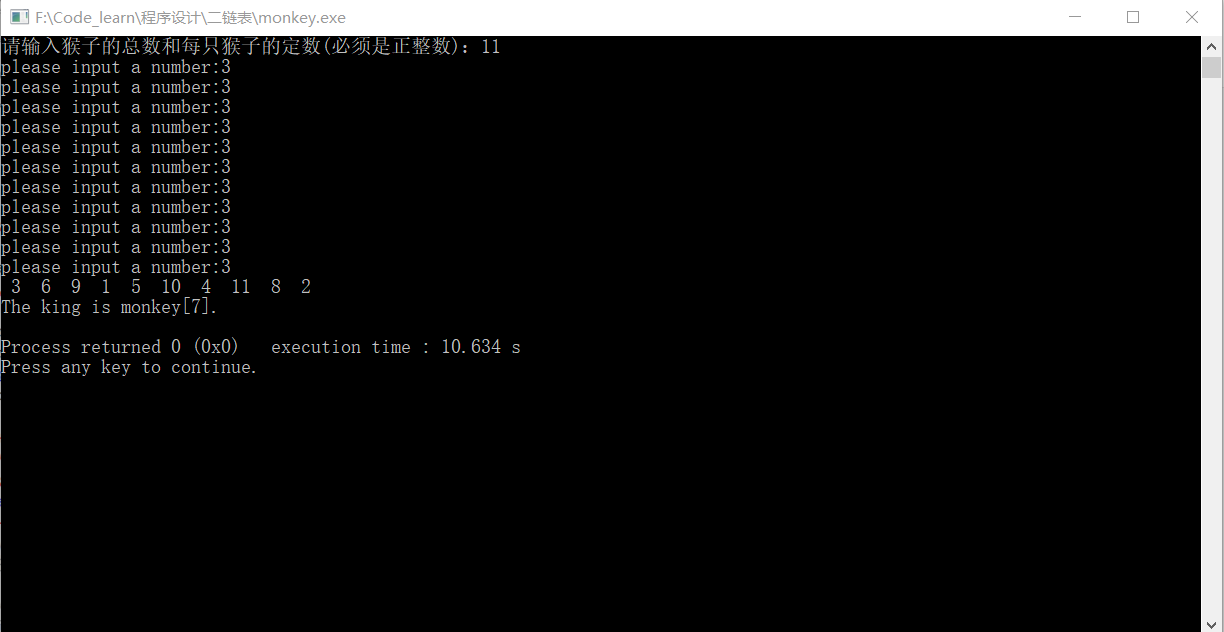 F:\Code_learn\程序设计\二链表\monkey.exe
请输入猴子的总数和每只猴子的定数(必须是正整数)：11
please input a number:3
please input a number:3
please input a number:3
please input a number:3
please input a number:3
please input a number:3
please input a number:3
please input a number:3
please input a number:3
please input a number:3
please input a number:3
3  6  9  1  5  10  4  11  8  2
The king is monkey[7].
Process returned 0 (0x0)   execution time : 10.634 s
Press any key to continue.